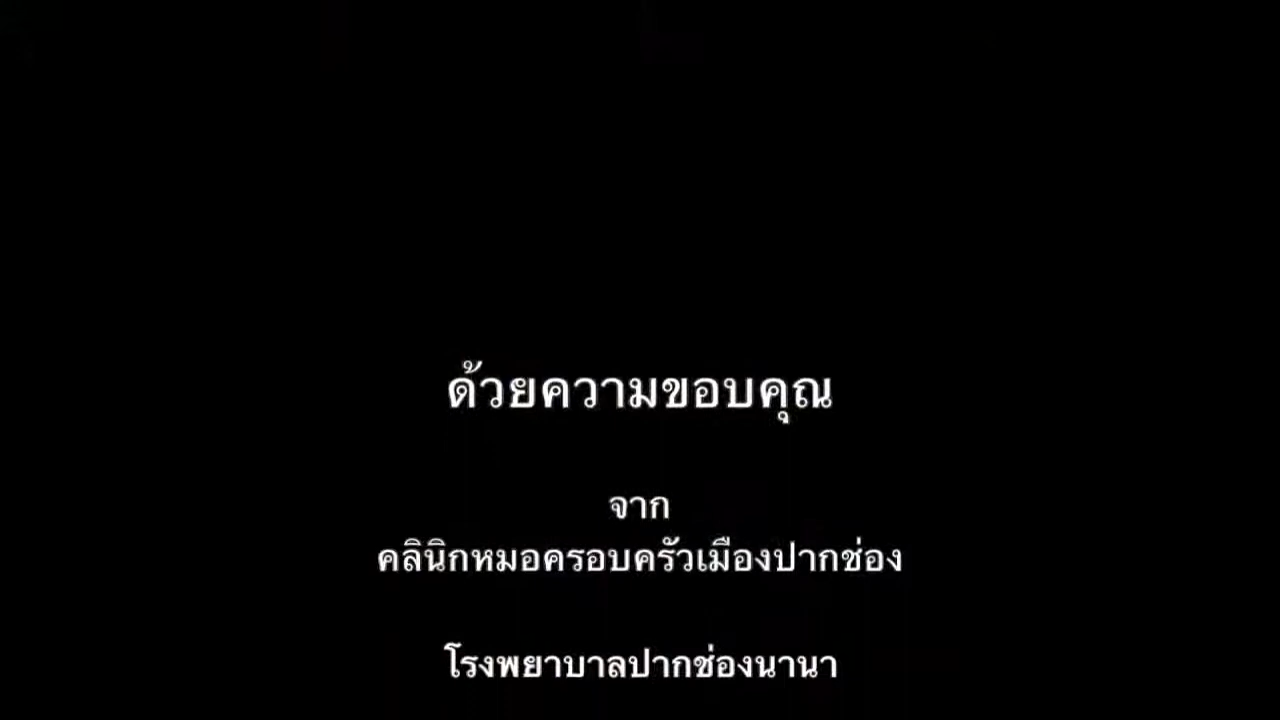 ด้วยความขอบคุณ
จาก
คลินิกหมอครอบครัวเมืองปากช่อง
โรงพยาบาลปากช่องนานา